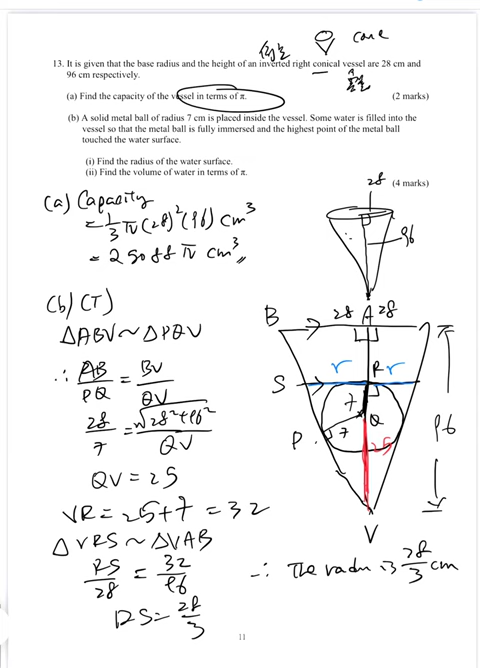 倒立
cone
13. It is given that the base radius and the height of an inverted right conical vessel are 28 cm and
96 cm respectively.
(a) Find the capacity of the vessel in terms of π.
(2 marks)
(b) A solid metal ball of radius 7 cm is placed inside the vessel. Some water is filled into the
vessel so that the metal ball is fully immersed and the highest point of the metal ball
touched the water surface.
(i) Find the radius of the water surface.
(ii) Find the volume of water in terms of π.
(4 marks)
(a) Capacity
= 1/3 π (28)² (96) cm³
= 25088 π cm³
28
96
(b) (i)
△ABV ~ △PQV
∴ AB/PQ = BV/QV
28/7 = √(28²+96²)/QV
QV = 25
VR = 25+7 = 32
△VRS ~ △VAB
RS/28 = 32/96
RS = 28/3
B 28 A 28
S r R r
7
P 7 Q
25
96
V
∴ The radius is 28/3 cm
11